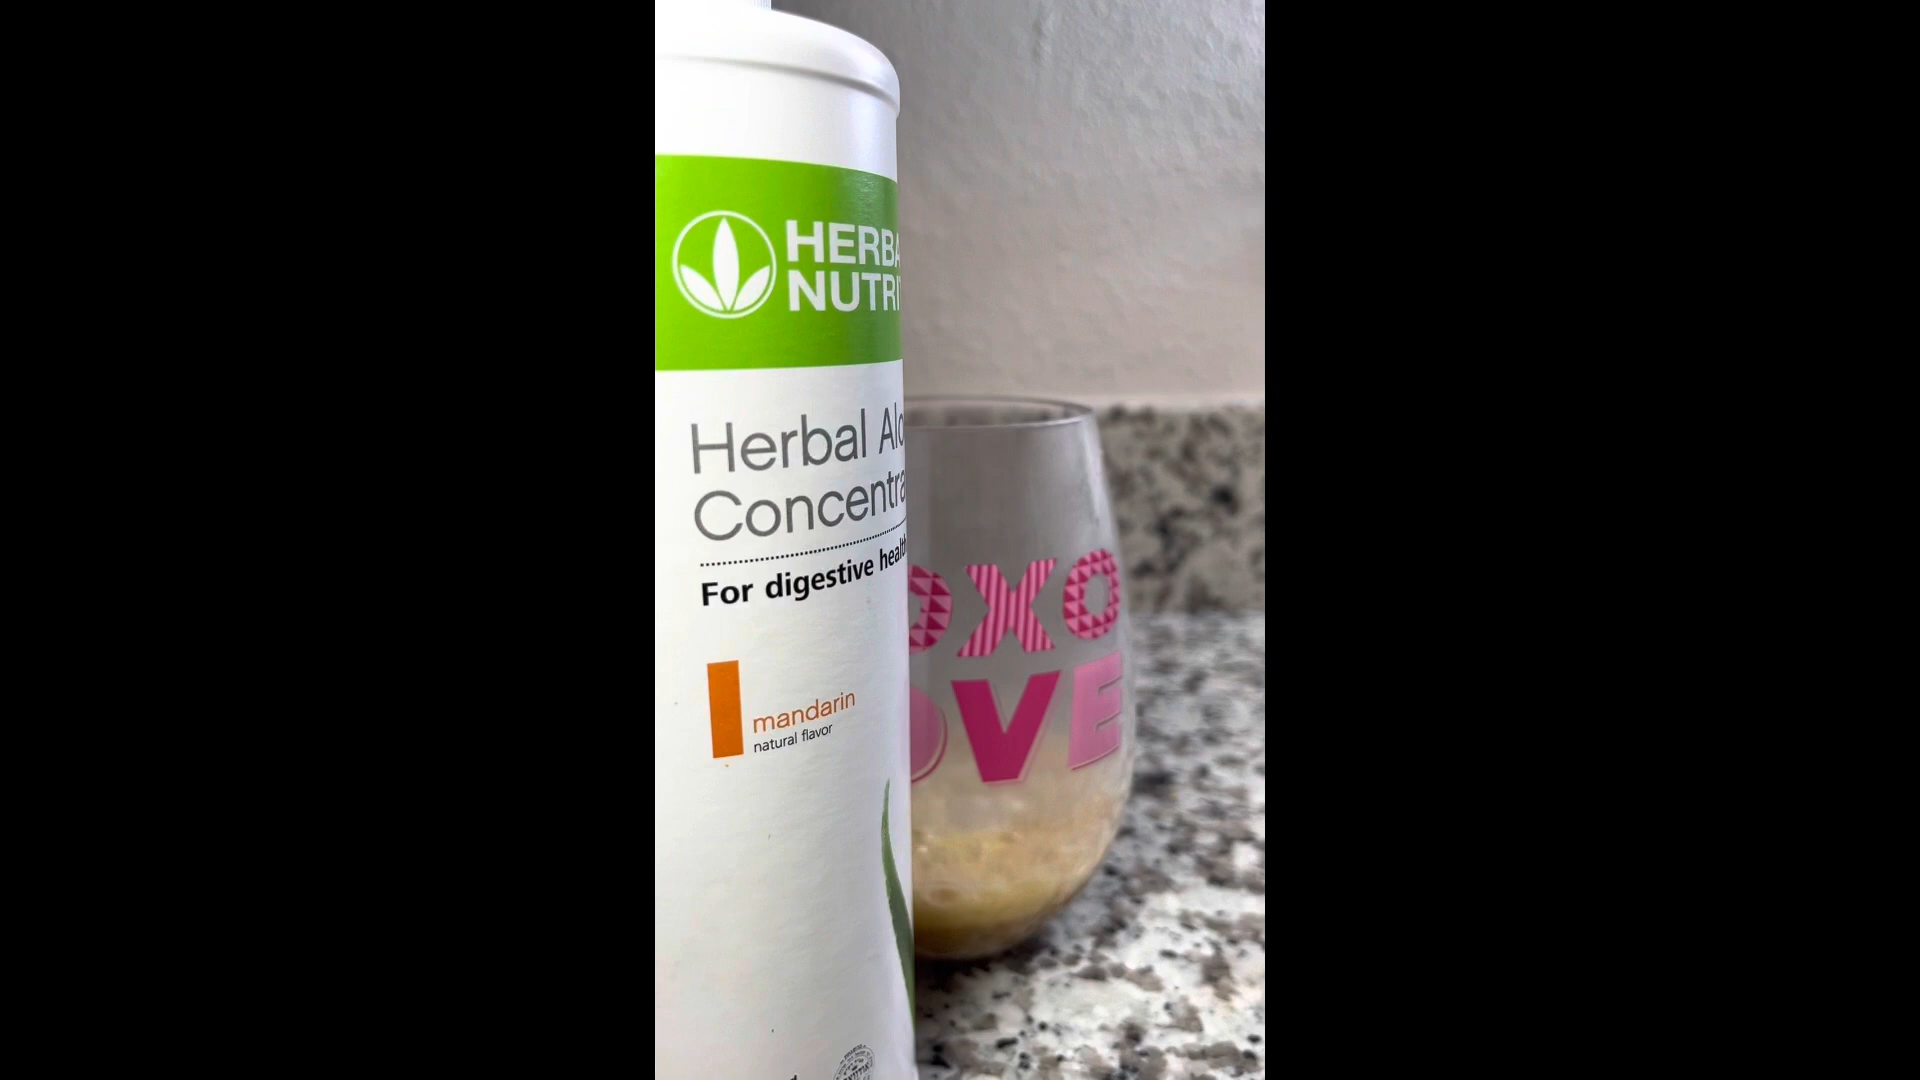 HERBA
NUTRI
Herbal Alo
Concentra
For digestive healt
mandarin
natural flavor
OXO
OVE